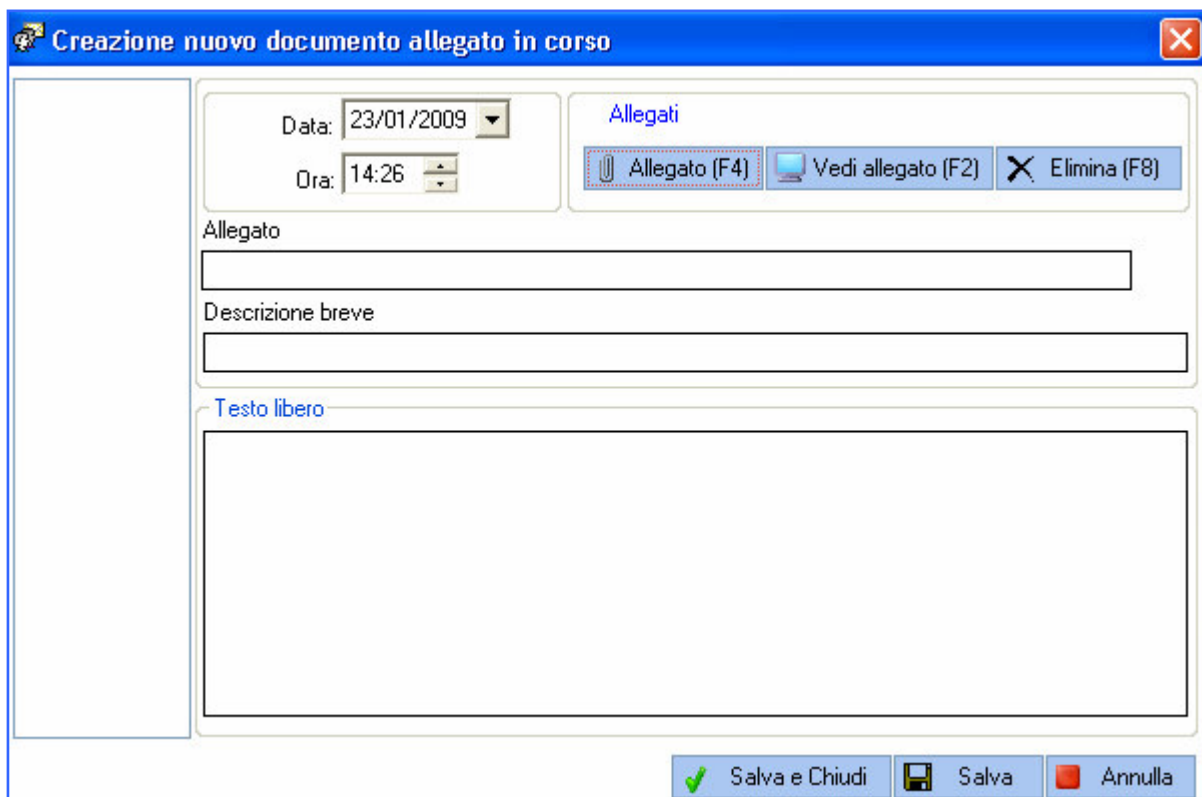 Creazione nuovo documento allegato in corso
Data: 23/01/2009
Ora: 14:26
Allegati
Allegato (F4) Vedi allegato (F2) Elimina (F8)
Allegato
Descrizione breve
Testo libero
Salva e Chiudi Salva Annulla